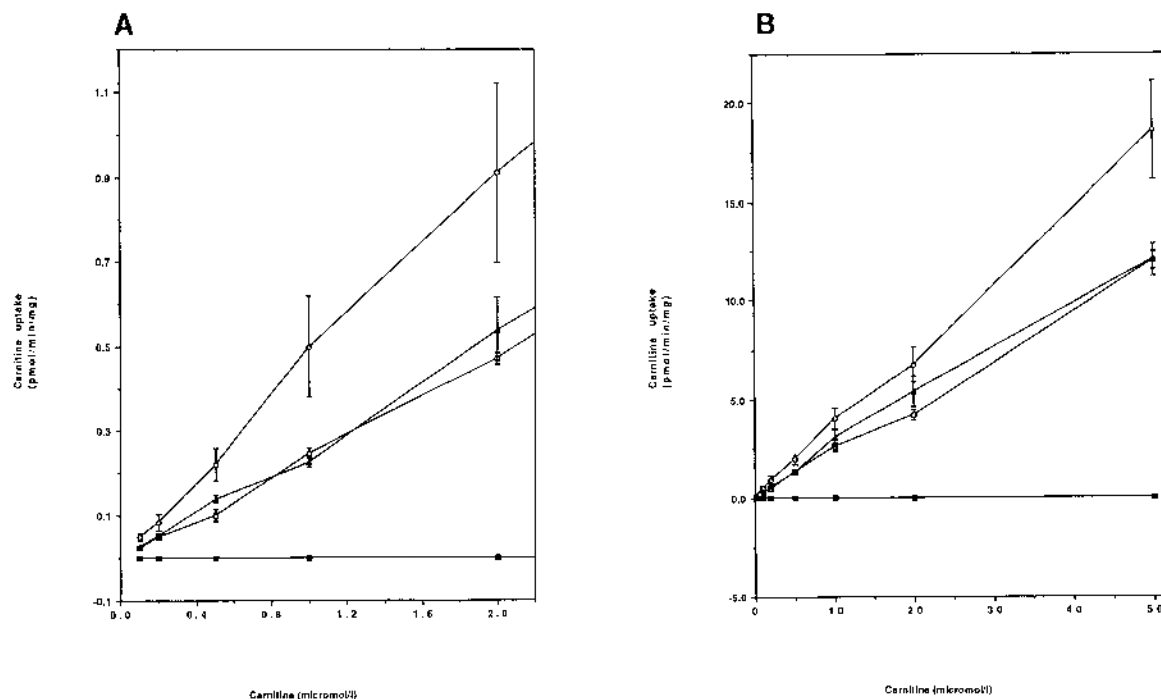 A
1.1
0.9
0.7
0.5
0.3
0.1
-0.1
0.0 0.4 0.8 1.2 1.6 2.0
Carnitine uptake
(pmol/min/mg)
Carnitine (micromol/l)
B
20.0
15.0
10.0
5.0
0.0
-5.0
0 10 20 30 40 50
Carnitine uptake
(pmol/min/mg)
Carnitine (micromol/l)